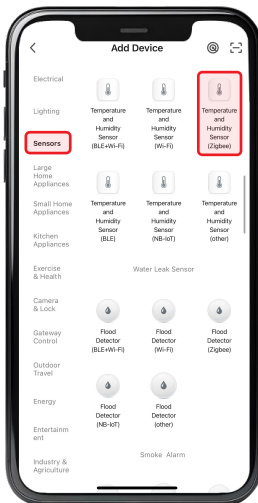 Add Device
Electrical
Lighting
Sensors
Large
Home
Appliances
Small Home
Appliances
Kitchen
Appliances
Exercise
& Health
Camera
& Lock
Gateway
Control
Outdoor
Travel
Energy
Entertainm
ent
Industry &
Agriculture
Temperature
and
Humidity
Sensor
(BLE+Wi-Fi)
Temperature
and
Humidity
Sensor
(Wi-Fi)
Temperature
and
Humidity
Sensor
(Zigbee)
Temperature
and
Humidity
Sensor
(BLE)
Temperature
and
Humidity
Sensor
(NB-IoT)
Temperature
and
Humidity
Sensor
(other)
Water Leak Sensor
Flood
Detector
(BLE+Wi-Fi)
Flood
Detector
(Wi-Fi)
Flood
Detector
(Zigbee)
Flood
Detector
(NB-IoT)
Flood
Detector
(other)
Smoke Alarm